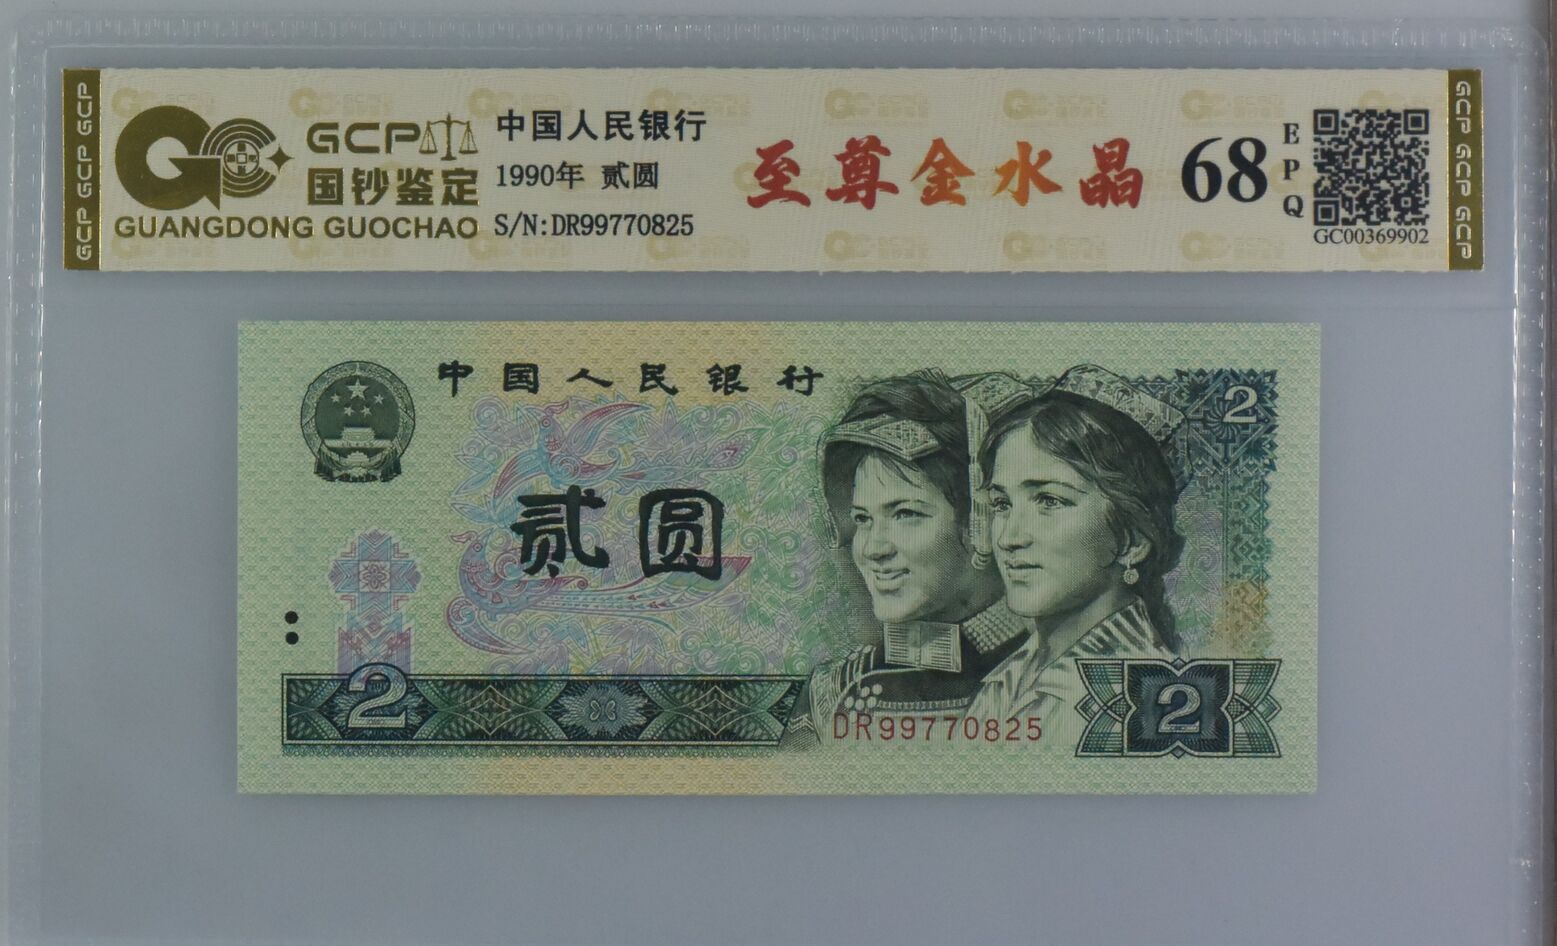 GCP GCP GCP
GCP
国钞鉴定
GUANGDONG GUOCHAO
中国人民银行
1990年 贰圆
S/N:DR99770825
至尊金水晶
68
EPQ
GC00369902
GCP GCP GCP
中国人民银行
2
贰圆
2
DR99770825
2